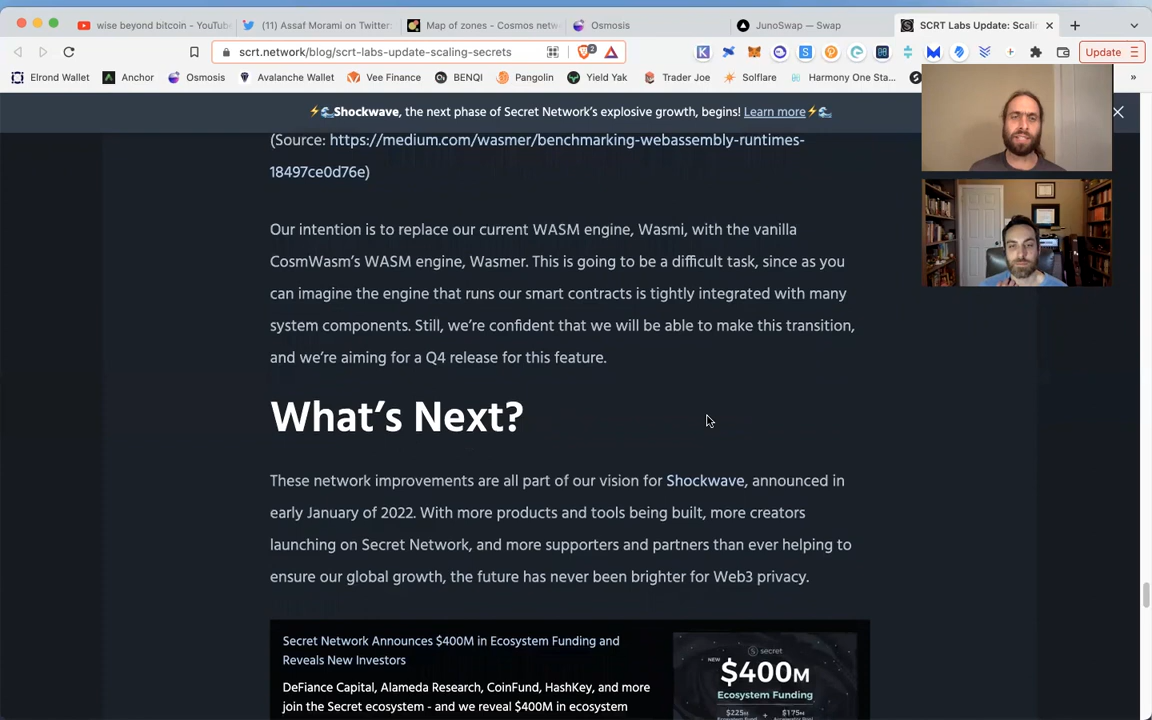 wise beyond bitcoin - YouTube
(11) Assaf Morami on Twitter:
Map of zones - Cosmos netw
Osmosis
JunoSwap — Swap
SCRT Labs Update: Scaling
scrt.network/blog/scrt-labs-update-scaling-secrets
2
Update
Elrond Wallet
Anchor
Osmosis
Avalanche Wallet
Vee Finance
BENQI
Pangolin
Yield Yak
Trader Joe
Solflare
Harmony One Sta...
»
⚡🌊Shockwave, the next phase of Secret Network's explosive growth, begins! Learn more⚡🌊
(Source: https://medium.com/wasmer/benchmarking-webassembly-runtimes-
18497ce0d76e)
Our intention is to replace our current WASM engine, Wasmi, with the vanilla
CosmWasm's WASM engine, Wasmer. This is going to be a difficult task, since as you
can imagine the engine that runs our smart contracts is tightly integrated with many
system components. Still, we're confident that we will be able to make this transition,
and we're aiming for a Q4 release for this feature.
What's Next?
These network improvements are all part of our vision for Shockwave, announced in
early January of 2022. With more products and tools being built, more creators
launching on Secret Network, and more supporters and partners than ever helping to
ensure our global growth, the future has never been brighter for Web3 privacy.
Secret Network Announces $400M in Ecosystem Funding and
Reveals New Investors
DeFiance Capital, Alameda Research, CoinFund, HashKey, and more
join the Secret ecosystem - and we reveal $400M in ecosystem
secret
NEW
$400M
Ecosystem Funding
$225M
$175M